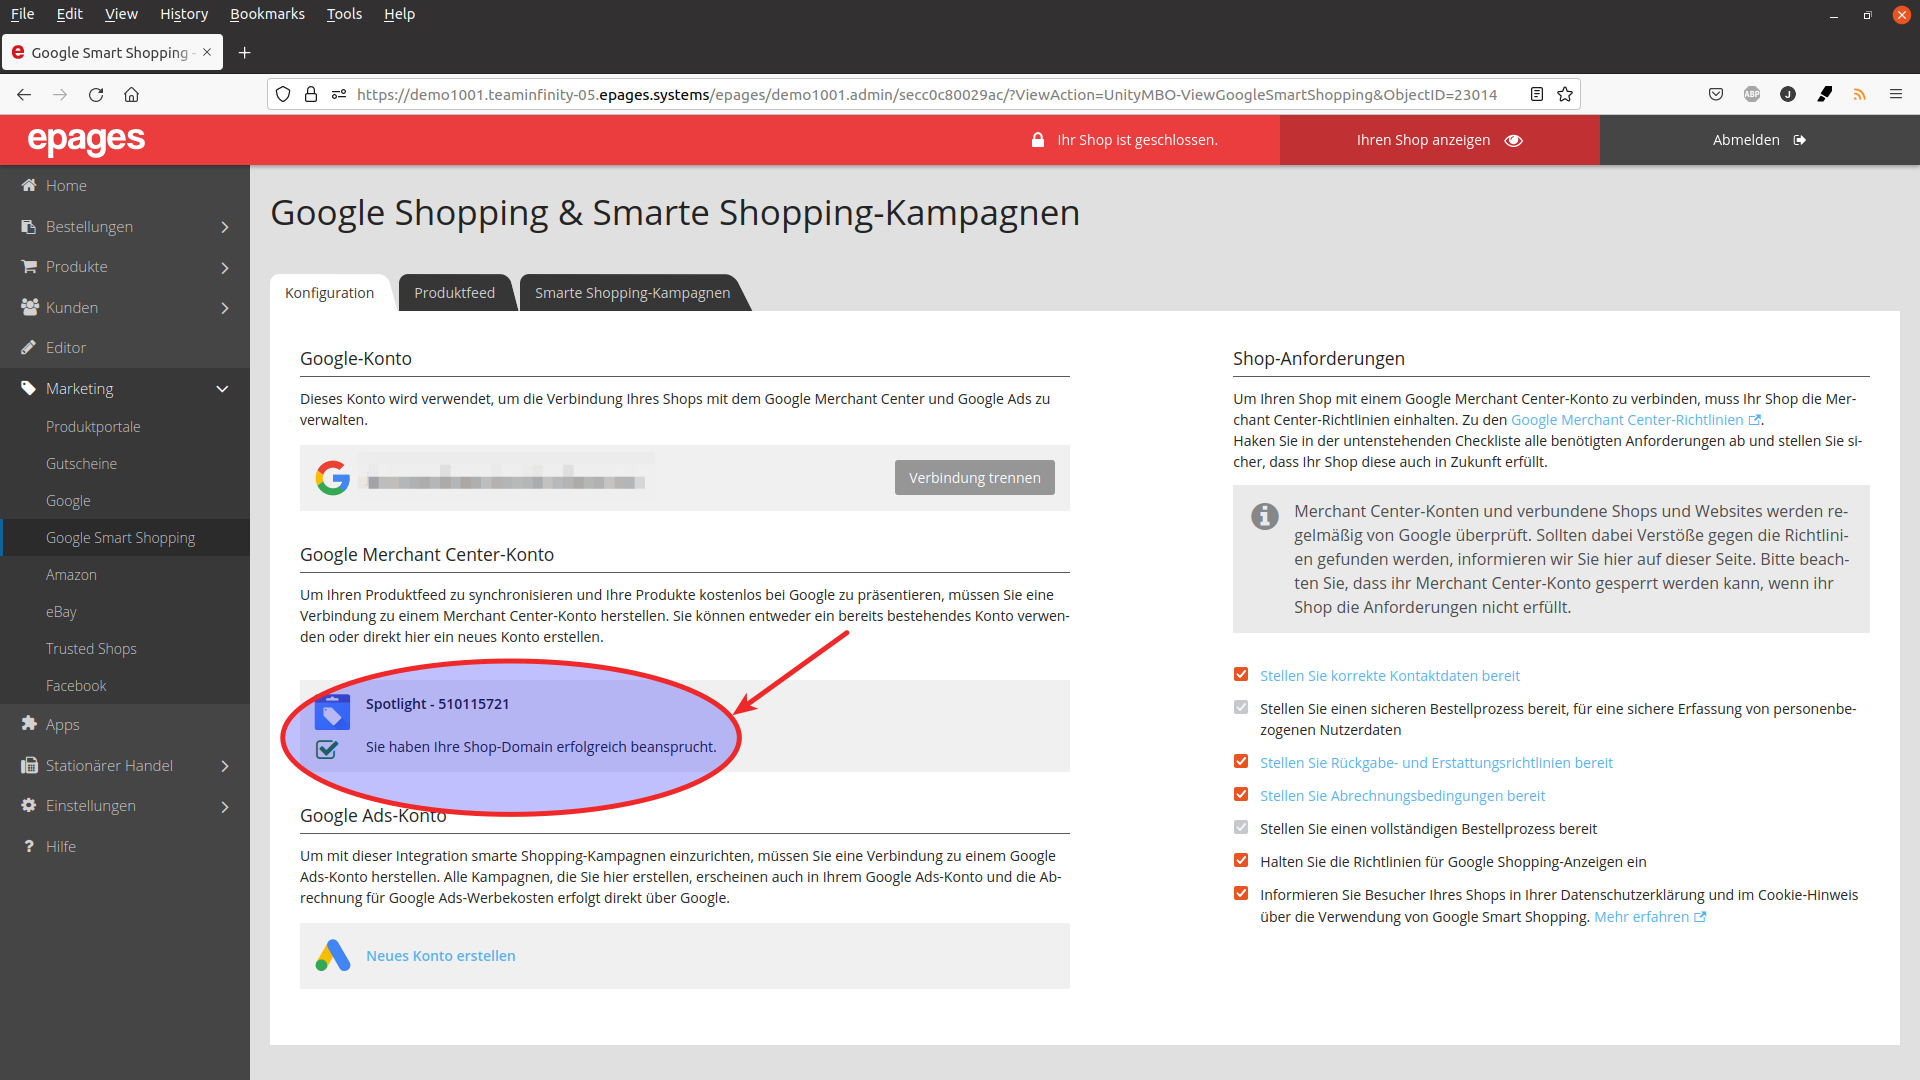 File Edit View History Bookmarks Tools Help
Google Smart Shopping -
https://demo1001.teaminfinity-05.epages.systems/epages/demo1001.admin/secc0c80029ac/?ViewAction=UnityMBO-ViewGoogleSmartShopping&ObjectID=23014
ABP
J
epages
Ihr Shop ist geschlossen.
Ihren Shop anzeigen
Abmelden
Home
Bestellungen
Produkte
Kunden
Editor
Marketing
Produktportale
Gutscheine
Google
Google Smart Shopping
Amazon
eBay
Trusted Shops
Facebook
Apps
Stationärer Handel
Einstellungen
? Hilfe
Google Shopping & Smarte Shopping-Kampagnen
Konfiguration
Produktfeed
Smarte Shopping-Kampagnen
Google-Konto
Dieses Konto wird verwendet, um die Verbindung Ihres Shops mit dem Google Merchant Center und Google Ads zu
verwalten.
Verbindung trennen
Google Merchant Center-Konto
Um Ihren Produktfeed zu synchronisieren und Ihre Produkte kostenlos bei Google zu präsentieren, müssen Sie eine
Verbindung zu einem Merchant Center-Konto herstellen. Sie können entweder ein bereits bestehendes Konto verwen-
den oder direkt hier ein neues Konto erstellen.
Spotlight - 510115721
Sie haben Ihre Shop-Domain erfolgreich beansprucht.
Google Ads-Konto
Um mit dieser Integration smarte Shopping-Kampagnen einzurichten, müssen Sie eine Verbindung zu einem Google
Ads-Konto herstellen. Alle Kampagnen, die Sie hier erstellen, erscheinen auch in Ihrem Google Ads-Konto und die Ab-
rechnung für Google Ads-Werbekosten erfolgt direkt über Google.
Neues Konto erstellen
Shop-Anforderungen
Um Ihren Shop mit einem Google Merchant Center-Konto zu verbinden, muss Ihr Shop die Mer-
chant Center-Richtlinien einhalten. Zu den Google Merchant Center-Richtlinien.
Haken Sie in der untenstehenden Checkliste alle benötigten Anforderungen ab und stellen Sie si-
cher, dass Ihr Shop diese auch in Zukunft erfüllt.
Merchant Center-Konten und verbundene Shops und Websites werden re-
gelmäßig von Google überprüft. Sollten dabei Verstöße gegen die Richtlini-
en gefunden werden, informieren wir Sie hier auf dieser Seite. Bitte beach-
ten Sie, dass ihr Merchant Center-Konto gesperrt werden kann, wenn ihr
Shop die Anforderungen nicht erfüllt.
Stellen Sie korrekte Kontaktdaten bereit
Stellen Sie einen sicheren Bestellprozess bereit, für eine sichere Erfassung von personenbe-
zogenen Nutzerdaten
Stellen Sie Rückgabe- und Erstattungsrichtlinien bereit
Stellen Sie Abrechnungsbedingungen bereit
Stellen Sie einen vollständigen Bestellprozess bereit
Halten Sie die Richtlinien für Google Shopping-Anzeigen ein
Informieren Sie Besucher Ihres Shops in Ihrer Datenschutzerklärung und im Cookie-Hinweis
über die Verwendung von Google Smart Shopping. Mehr erfahren